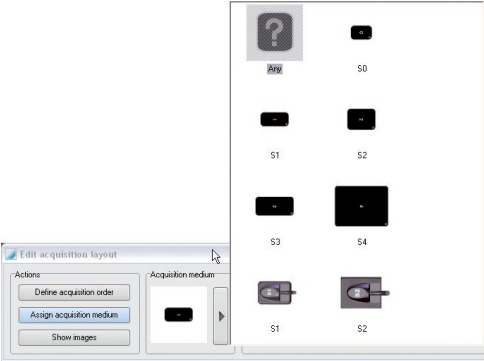 Any
S0
S1
S2
S3
S4
S1
S2
Edit acquisition layout
Actions
Define acquisition order
Assign acquisition medium
Show images
Acquisition medium